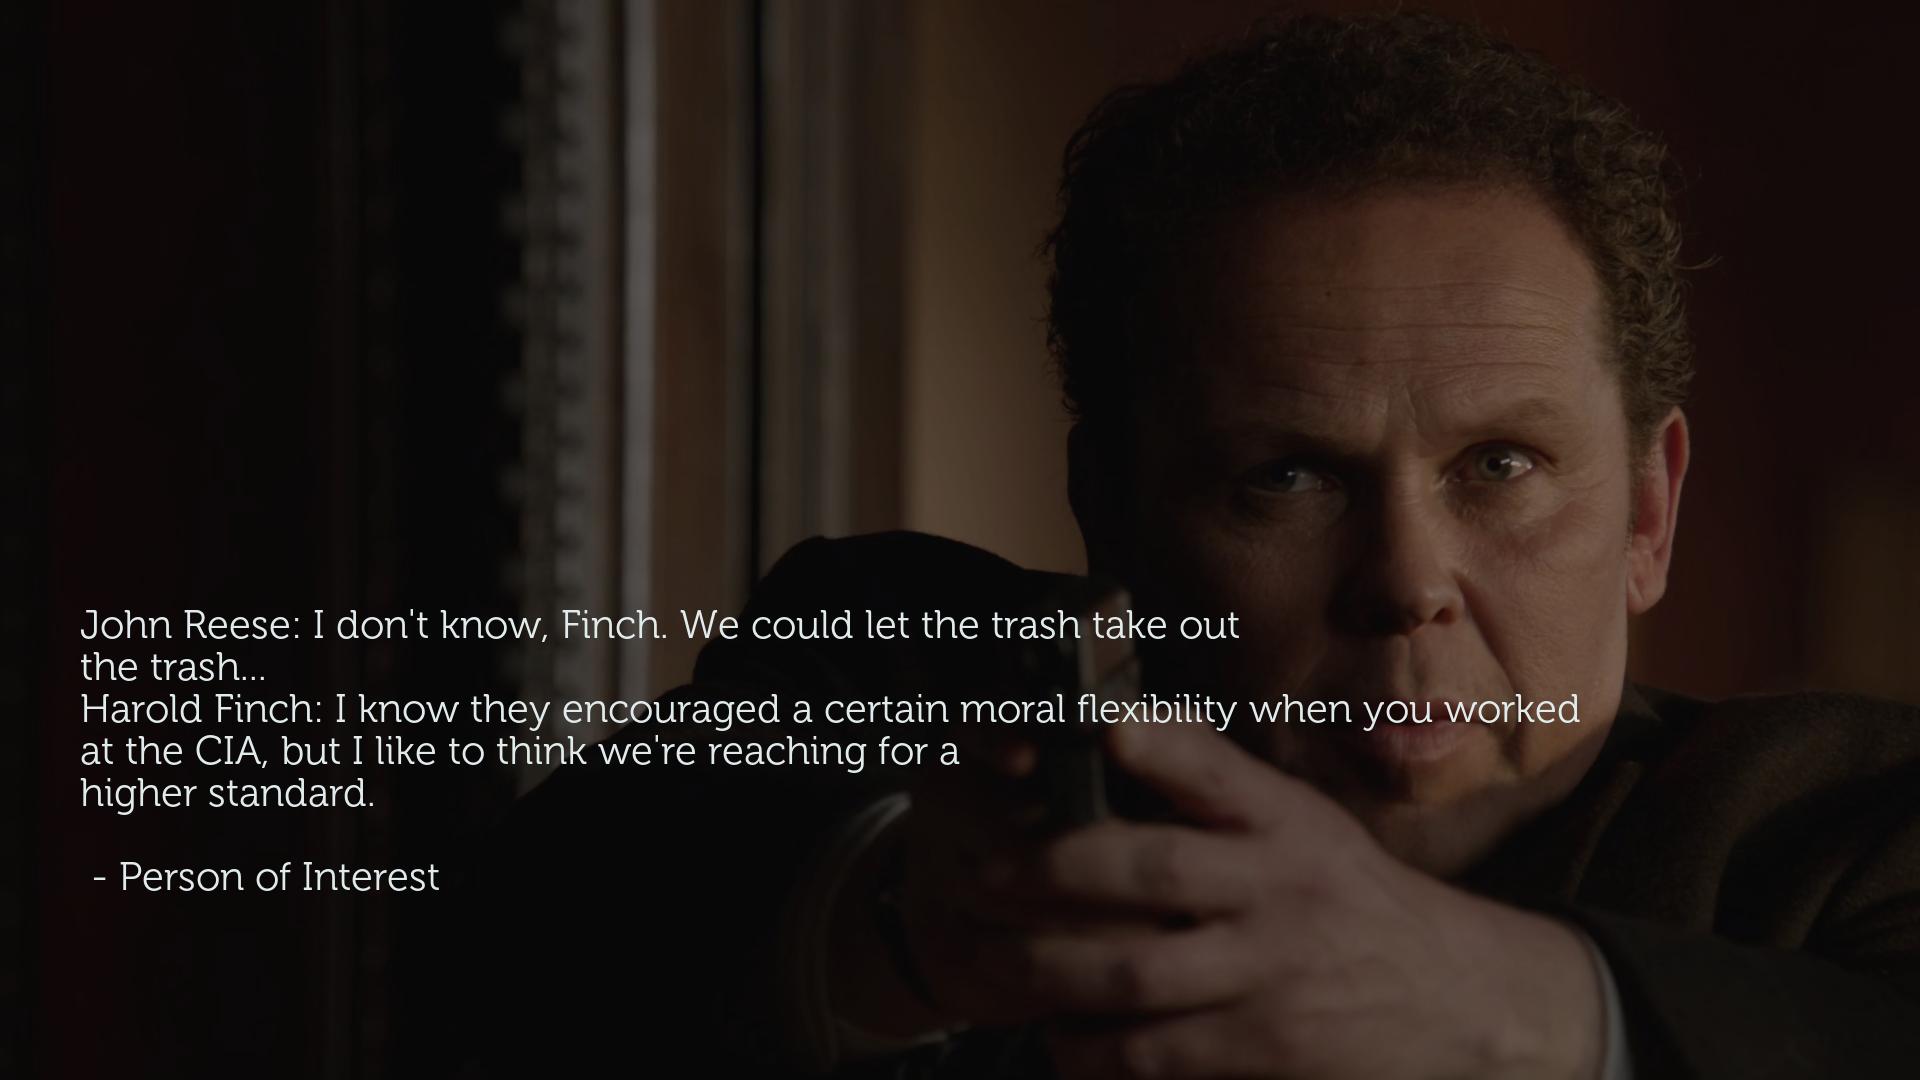 John Reese: I don't know, Finch. We could let the trash take out
the trash...
Harold Finch: I know they encouraged a certain moral flexibility when you worked
at the CIA, but I like to think we're reaching for a
higher standard.
- Person of Interest